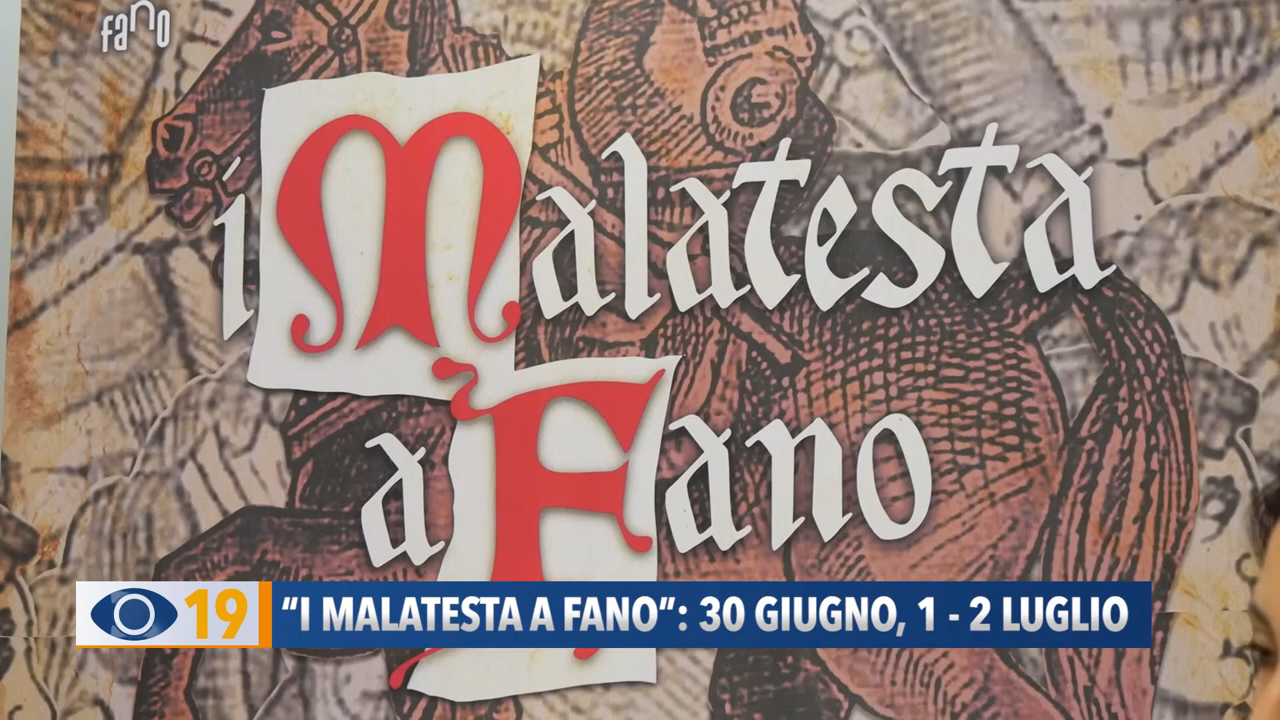 fano
i Malatesta
a Fano
19
“I MALATESTA A FANO”: 30 GIUGNO, 1 - 2 LUGLIO